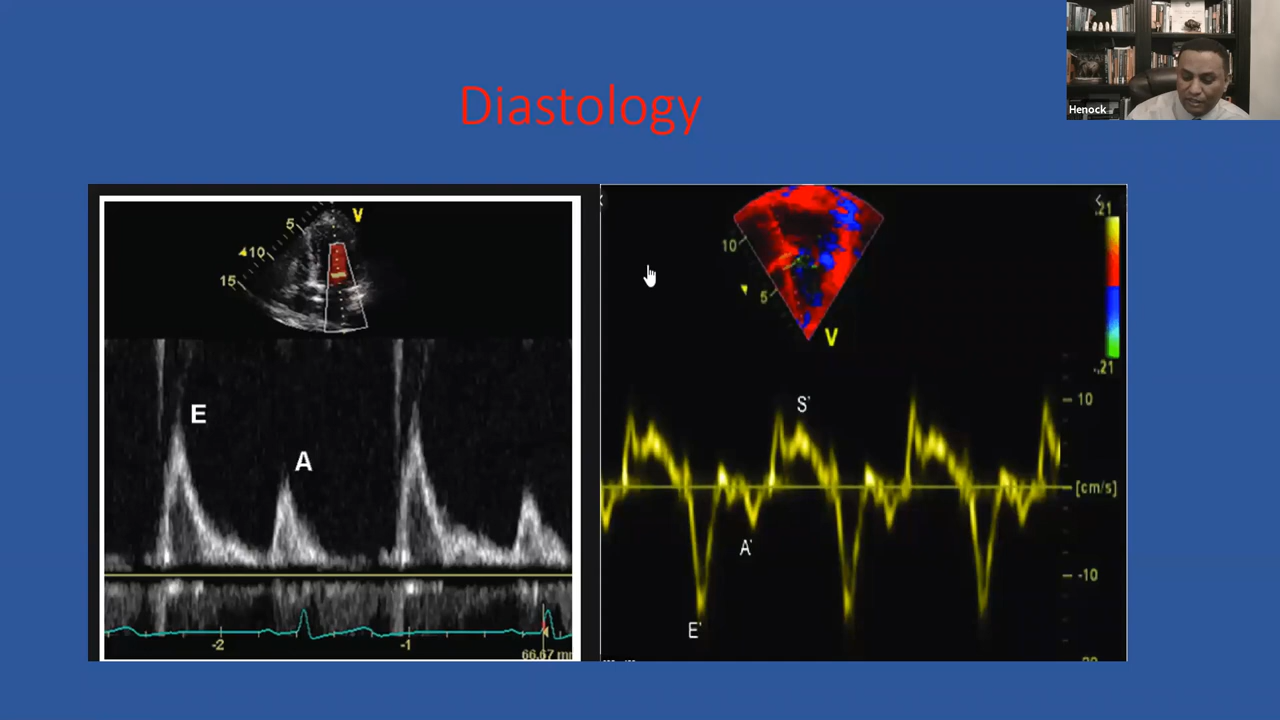 Diastology
Henock
V
5
10
15
E
A
-2
-1
66.67 mm
.21
10
5
V
.21
S'
10
[cm/s]
A'
-10
E'